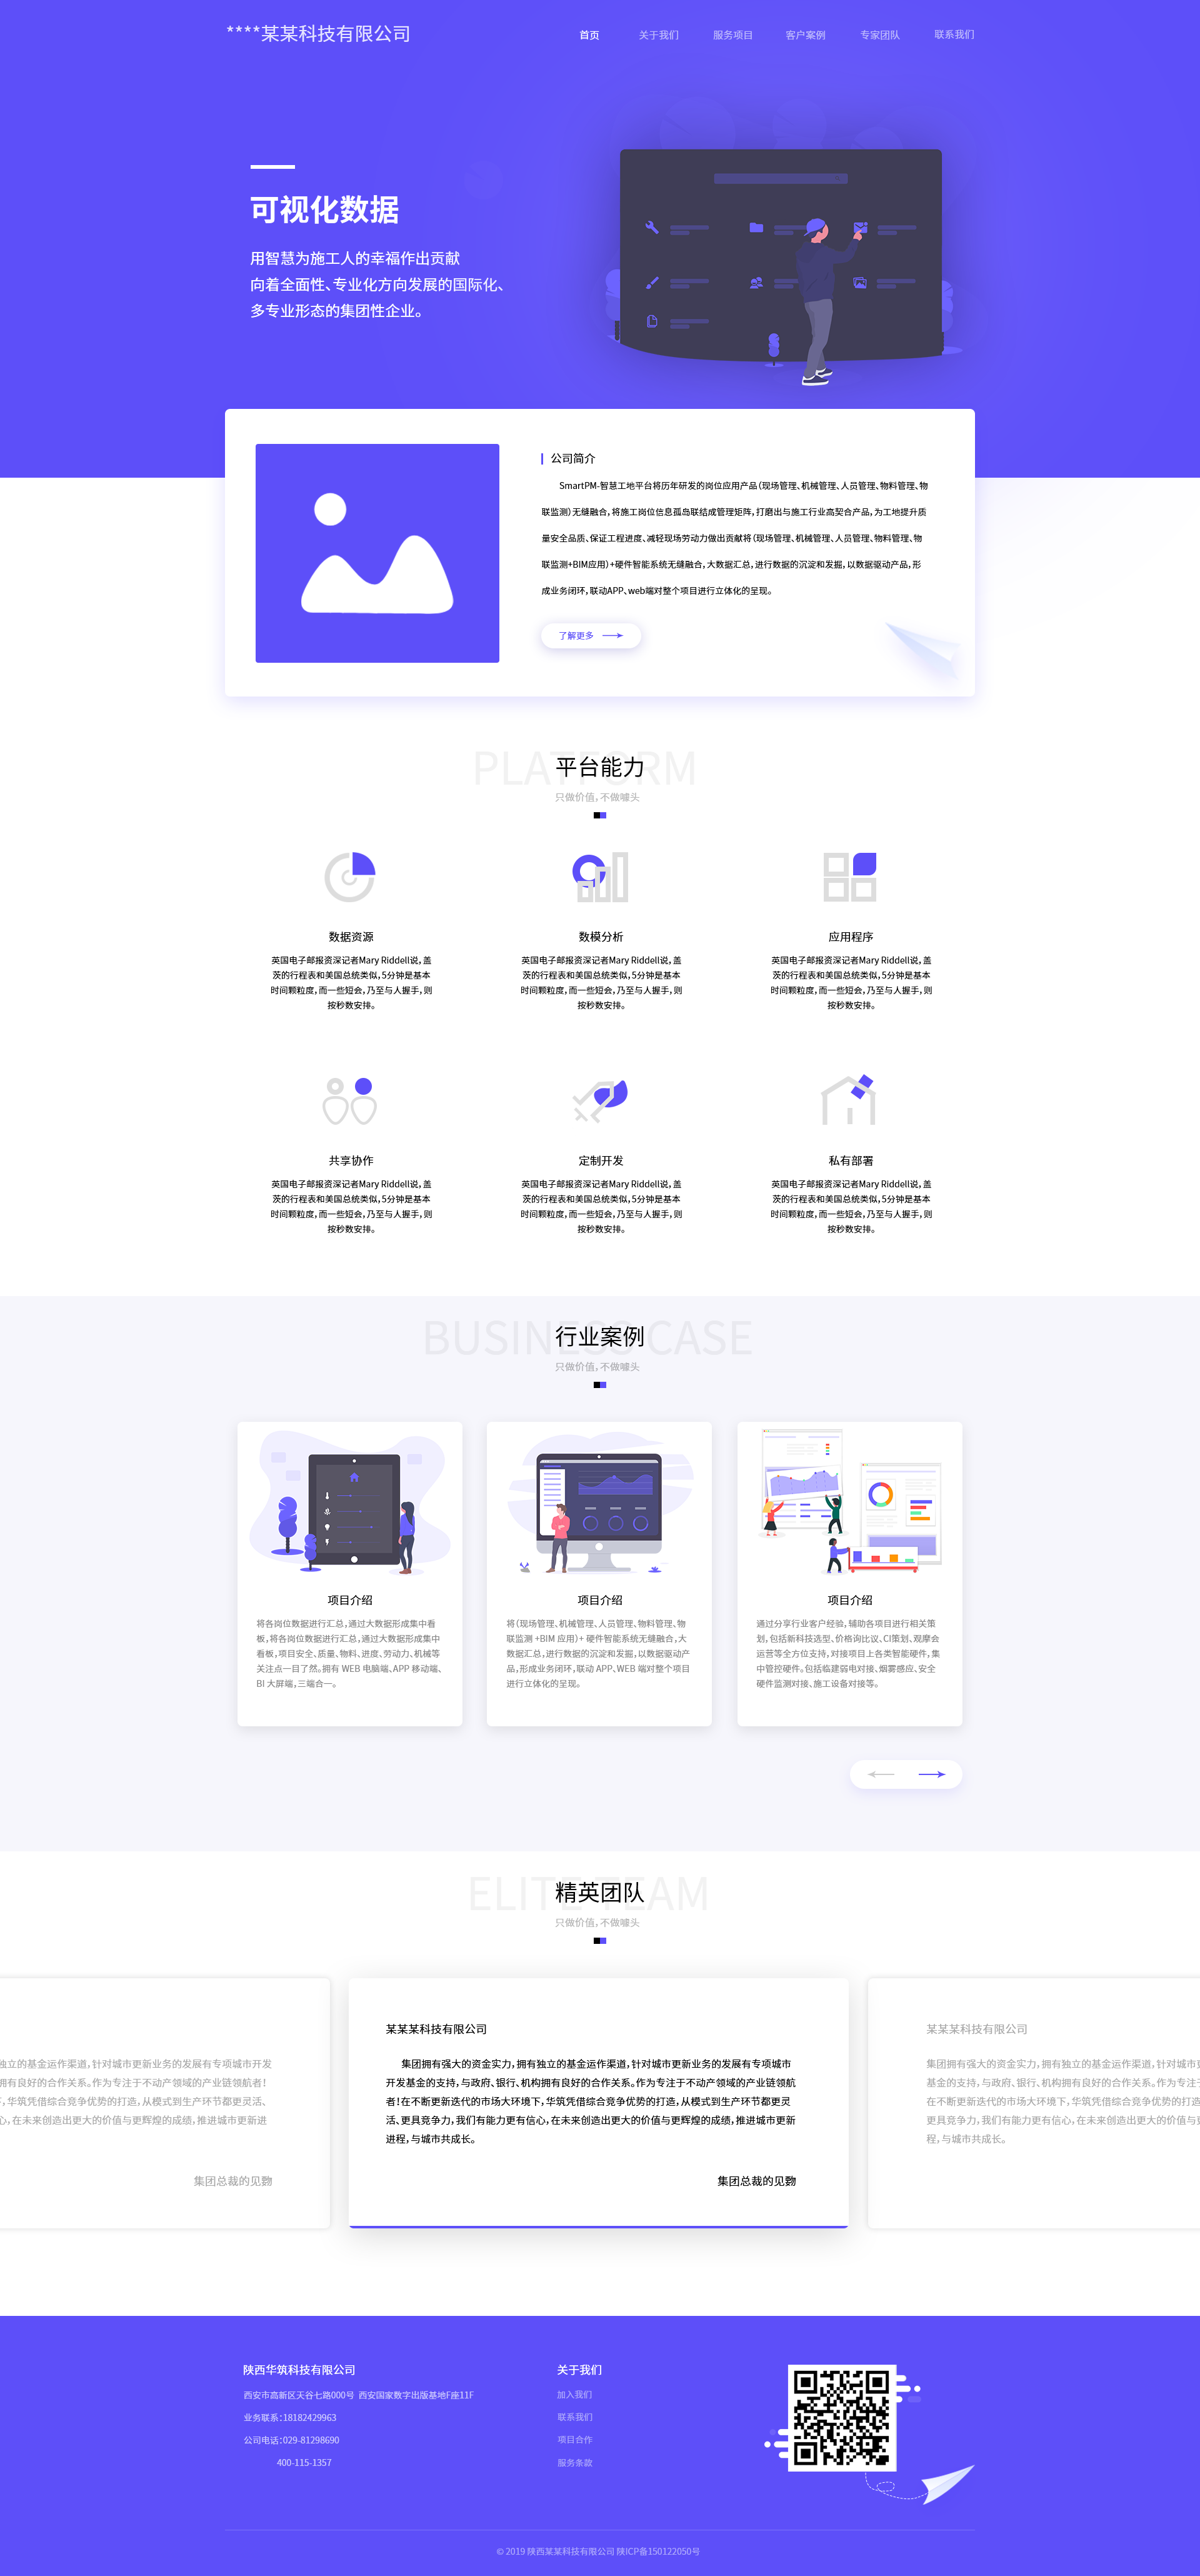 ****某某科技有限公司
首页 关于我们 服务项目 客户案例 专家团队 联系我们
可视化数据
用智慧为施工人的幸福作出贡献
向着全面性、专业化方向发展的国际化、
多专业形态的集团性企业。
公司简介
SmartPM-智慧工地平台将历年研发的岗位应用产品（现场管理、机械管理、人员管理、物料管理、物
联监测）无缝融合，将施工岗位信息孤岛联结成管理矩阵，打磨出与施工行业高契合产品，为工地提升质
量安全品质、保证工程进度、减轻现场劳动力做出贡献将（现场管理、机械管理、人员管理、物料管理、物
联监测+BIM应用）+硬件智能系统无缝融合，大数据汇总，进行数据的沉淀和发掘，以数据驱动产品，形
成业务闭环，联动APP、web端对整个项目进行立体化的呈现。
了解更多
PLATFORM
平台能力
只做价值，不做噱头
数据资源
英国电子邮报资深记者Mary Riddell说，盖
茨的行程表和美国总统类似，5分钟是基本
时间颗粒度，而一些短会，乃至与人握手，则
按秒数安排。
数模分析
英国电子邮报资深记者Mary Riddell说，盖
茨的行程表和美国总统类似，5分钟是基本
时间颗粒度，而一些短会，乃至与人握手，则
按秒数安排。
应用程序
英国电子邮报资深记者Mary Riddell说，盖
茨的行程表和美国总统类似，5分钟是基本
时间颗粒度，而一些短会，乃至与人握手，则
按秒数安排。
共享协作
英国电子邮报资深记者Mary Riddell说，盖
茨的行程表和美国总统类似，5分钟是基本
时间颗粒度，而一些短会，乃至与人握手，则
按秒数安排。
定制开发
英国电子邮报资深记者Mary Riddell说，盖
茨的行程表和美国总统类似，5分钟是基本
时间颗粒度，而一些短会，乃至与人握手，则
按秒数安排。
私有部署
英国电子邮报资深记者Mary Riddell说，盖
茨的行程表和美国总统类似，5分钟是基本
时间颗粒度，而一些短会，乃至与人握手，则
按秒数安排。
BUSINESS CASE
行业案例
只做价值，不做噱头
项目介绍
将各岗位数据进行汇总，通过大数据形成集中看
板，将各岗位数据进行汇总，通过大数据形成集中
看板，项目安全、质量、物料、进度、劳动力、机械等
关注点一目了然。拥有 WEB 电脑端、APP 移动端、
BI 大屏端，三端合一。
项目介绍
将（现场管理、机械管理、人员管理、物料管理、物
联监测 +BIM 应用）+ 硬件智能系统无缝融合，大
数据汇总，进行数据的沉淀和发掘，以数据驱动产
品，形成业务闭环，联动 APP、WEB 端对整个项目
进行立体化的呈现。
项目介绍
通过分享行业客户经验，辅助各项目进行相关策
划，包括新科技选型、价格询比议、CI策划、观摩会
运营等全方位支持，对接项目上各类智能硬件，集
中管控硬件。包括临建弱电对接、烟雾感应、安全
硬件监测对接、施工设备对接等。
ELITE TEAM
精英团队
只做价值，不做噱头
独立的基金运作渠道，针对城市更新业务的发展有专项城市开发
拥有良好的合作关系。作为专注于不动产领域的产业链领航者！
，华筑凭借综合竞争优势的打造，从模式到生产环节都更灵活、
心，在未来创造出更大的价值与更辉煌的成绩，推进城市更新进
集团总裁的见覅
某某某科技有限公司
集团拥有强大的资金实力，拥有独立的基金运作渠道，针对城市更新业务的发展有专项城市
开发基金的支持，与政府、银行、机构拥有良好的合作关系。作为专注于不动产领域的产业链领航
者！在不断更新迭代的市场大环境下，华筑凭借综合竞争优势的打造，从模式到生产环节都更灵
活、更具竞争力，我们有能力更有信心，在未来创造出更大的价值与更辉煌的成绩，推进城市更新
进程，与城市共成长。
集团总裁的见覅
某某某科技有限公司
集团拥有强大的资金实力，拥有独立的基金运作渠道，针对城市
基金的支持，与政府、银行、机构拥有良好的合作关系。作为专注于
在不断更新迭代的市场大环境下，华筑凭借综合竞争优势的打造
更具竞争力，我们有能力更有信心，在未来创造出更大的价值与
程，与城市共成长。
陕西华筑科技有限公司
西安市高新区天谷七路000号 西安国家数字出版基地F座11F
业务联系：18182429963
公司电话：029-81298690
400-115-1357
关于我们
加入我们
联系我们
项目合作
服务条款
© 2019 陕西某某科技有限公司 陕ICP备150122050号